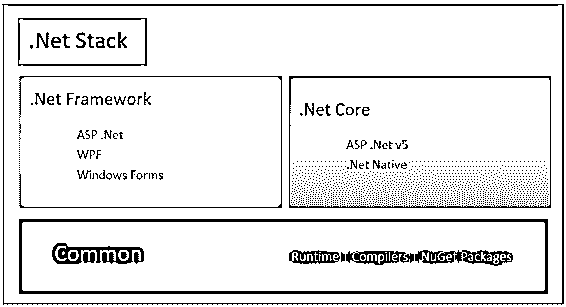 .Net Stack
.Net Framework
ASP .Net
WPF
Windows Forms
.Net Core
ASP .Net v5
.Net Native
Common
Runtime | Compilers | NuGet Packages